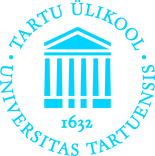 TARTU ÜLIKOOL
1632
UNIVERSITAS TARTUENSIS